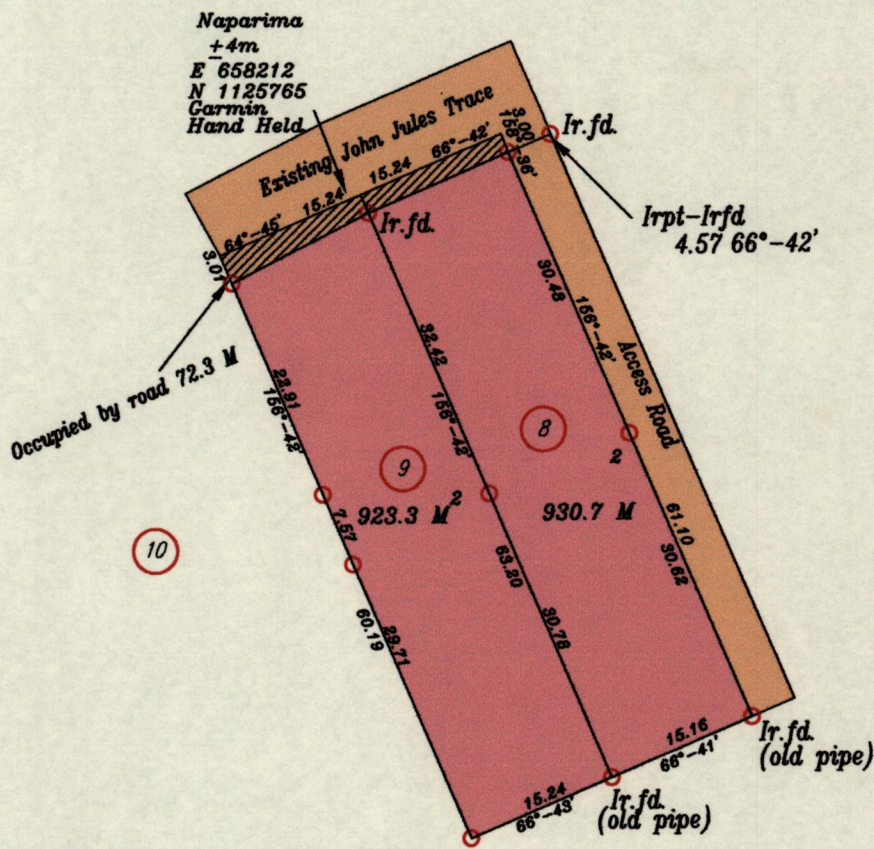 Naparima
±4m
E 658212
N 1125765
Garmin
Hand Held
Existing John Jules Trace
3.00
158°-36'
Ir.fd.
66°-42'
15.24
15.24
64°-45'
3.01
Ir.fd.
Irpt-Irfd
4.57 66°-42'
Occupied by road 72.3 M
30.48
156°-42'
Access Road
32.42
156°-42'
22.91
156°-42'
8
2
9
923.3 M2
930.7 M
10
7.57
61.10
30.62
63.20
30.78
60.19
29.71
15.16
66°-41'
Ir.fd.
(old pipe)
15.24
66°-43'
Ir.fd.
(old pipe)